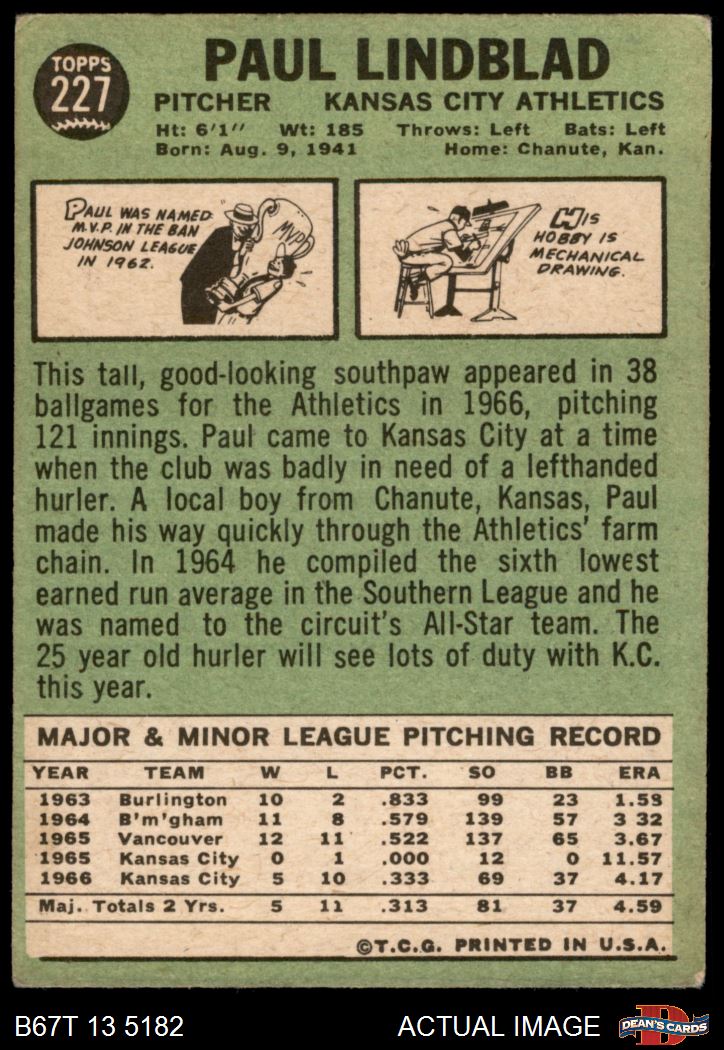 TOPPS
227
PAUL LINDBLAD
PITCHER KANSAS CITY ATHLETICS
Ht: 6'1" Wt: 185 Throws: Left Bats: Left
Born: Aug. 9, 1941 Home: Chanute, Kan.
PAUL WAS NAMED
M.V.P. IN THE BAN
JOHNSON LEAGUE
IN 1962.
MVP
HIS
HOBBY IS
MECHANICAL
DRAWING.
This tall, good-looking southpaw appeared in 38
ballgames for the Athletics in 1966, pitching
121 innings. Paul came to Kansas City at a time
when the club was badly in need of a lefthanded
hurler. A local boy from Chanute, Kansas, Paul
made his way quickly through the Athletics' farm
chain. In 1964 he compiled the sixth lowest
earned run average in the Southern League and he
was named to the circuit's All-Star team. The
25 year old hurler will see lots of duty with K.C.
this year.
MAJOR & MINOR LEAGUE PITCHING RECORD
YEAR TEAM W L PCT. SO BB ERA
1963 Burlington 10 2 .833 99 23 1.58
1964 B'm'gham 11 8 .579 139 57 3 32
1965 Vancouver 12 11 .522 137 65 3.67
1965 Kansas City 0 1 .000 12 0 11.57
1966 Kansas City 5 10 .333 69 37 4.17
Maj. Totals 2 Yrs. 5 11 .313 81 37 4.59
©T.C.G. PRINTED IN U.S.A.
B67T 13 5182 ACTUAL IMAGE
D
DEAN'S CARDS